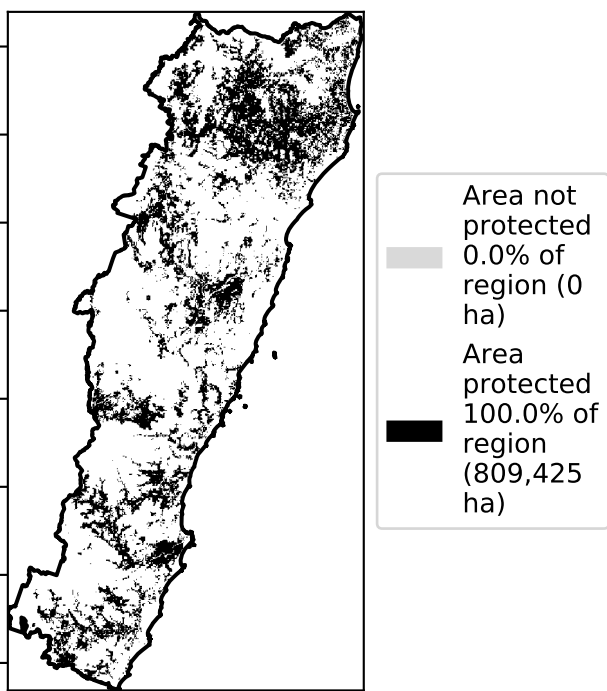 Area not
protected
0.0% of
region (0
ha)
Area
protected
100.0% of
region
(809,425
ha)